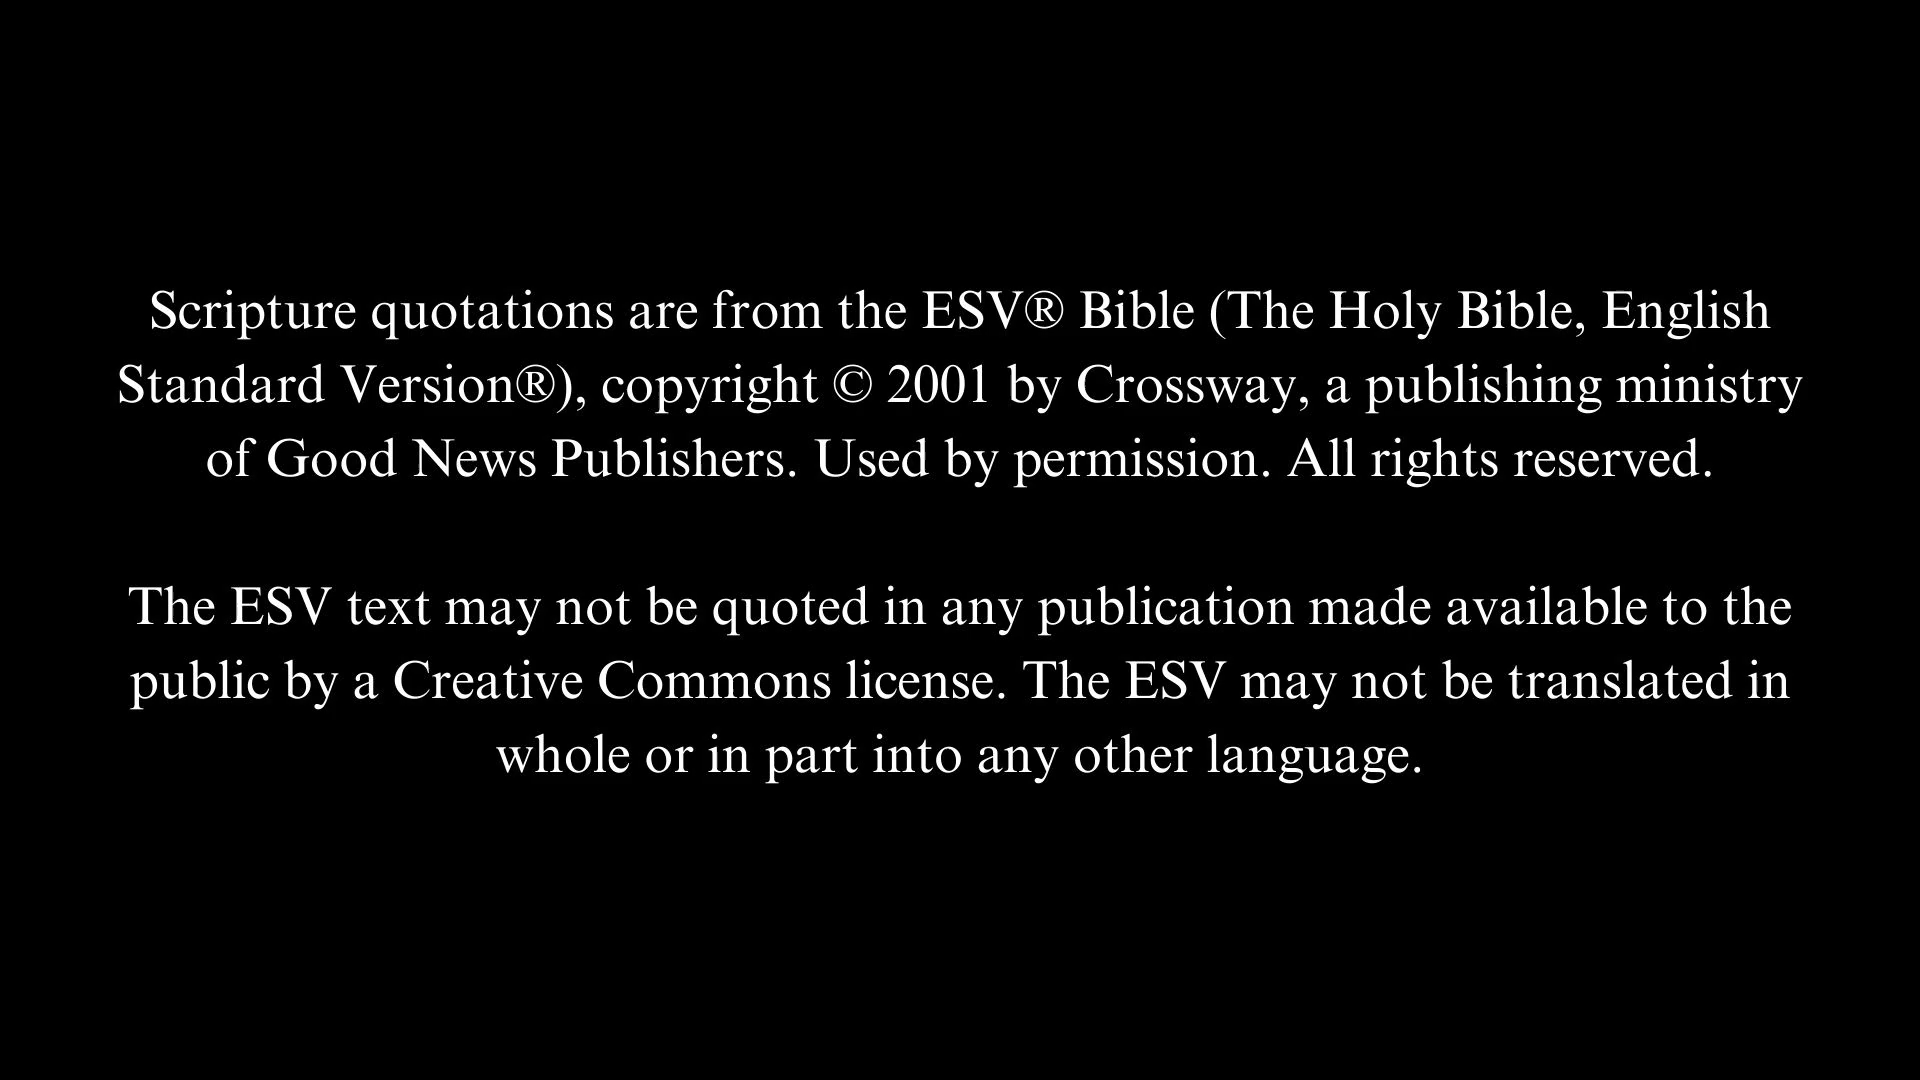 Scripture quotations are from the ESV® Bible (The Holy Bible, English
Standard Version®), copyright © 2001 by Crossway, a publishing ministry
of Good News Publishers. Used by permission. All rights reserved.
The ESV text may not be quoted in any publication made available to the
public by a Creative Commons license. The ESV may not be translated in
whole or in part into any other language.